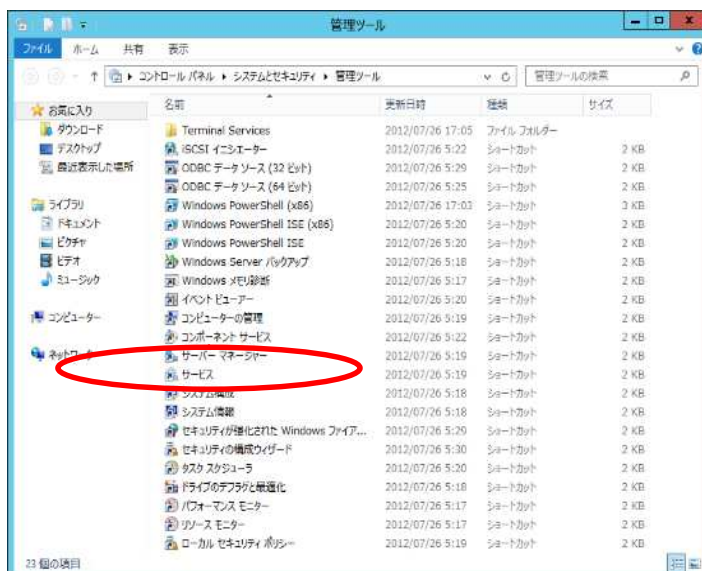 管理ツール
ファイル ホーム 共有 表示
コントロール パネル システムとセキュリティ 管理ツール 管理ツールの検索
名前 更新日時 種類 サイズ
お気に入り
ダウンロード
デスクトップ
最近表示した場所
ライブラリ
ドキュメント
ピクチャ
ビデオ
ミュージック
コンピューター
Terminal Services 2012/07/26 17:05 ファイル フォルダー
iSCSI イニシエーター 2012/07/26 5:22 ショートカット 2 KB
ODBC データ ソース (32 ビット) 2012/07/26 5:29 ショートカット 2 KB
ODBC データ ソース (64 ビット) 2012/07/26 5:25 ショートカット 2 KB
Windows PowerShell (x86) 2012/07/26 17:03 ショートカット 3 KB
Windows PowerShell ISE (x86) 2012/07/26 5:20 ショートカット 2 KB
Windows PowerShell ISE 2012/07/26 5:20 ショートカット 2 KB
Windows Server バックアップ 2012/07/26 5:18 ショートカット 2 KB
Windows メモリ診断 2012/07/26 5:17 ショートカット 2 KB
イベント ビューアー 2012/07/26 5:20 ショートカット 2 KB
コンピューターの管理 2012/07/26 5:19 ショートカット 2 KB
コンポーネント サービス 2012/07/26 5:22 ショートカット 2 KB
サーバー マネージャー 2012/07/26 5:19 ショートカット 2 KB
サービス 2012/07/26 5:19 ショートカット 2 KB
システム構成 2012/07/26 5:18 ショートカット 2 KB
システム情報 2012/07/26 5:18 ショートカット 2 KB
セキュリティが強化された Windows ファイア... 2012/07/26 5:29 ショートカット 2 KB
セキュリティの構成ウィザード 2012/07/26 5:30 ショートカット 2 KB
タスク スケジューラ 2012/07/26 5:20 ショートカット 2 KB
ドライブのデフラグと最適化 2012/07/26 5:18 ショートカット 2 KB
パフォーマンス モニター 2012/07/26 5:17 ショートカット 2 KB
リソース モニター 2012/07/26 5:17 ショートカット 2 KB
ローカル セキュリティ ポリシー 2012/07/26 5:19 ショートカット 2 KB
23 個の項目